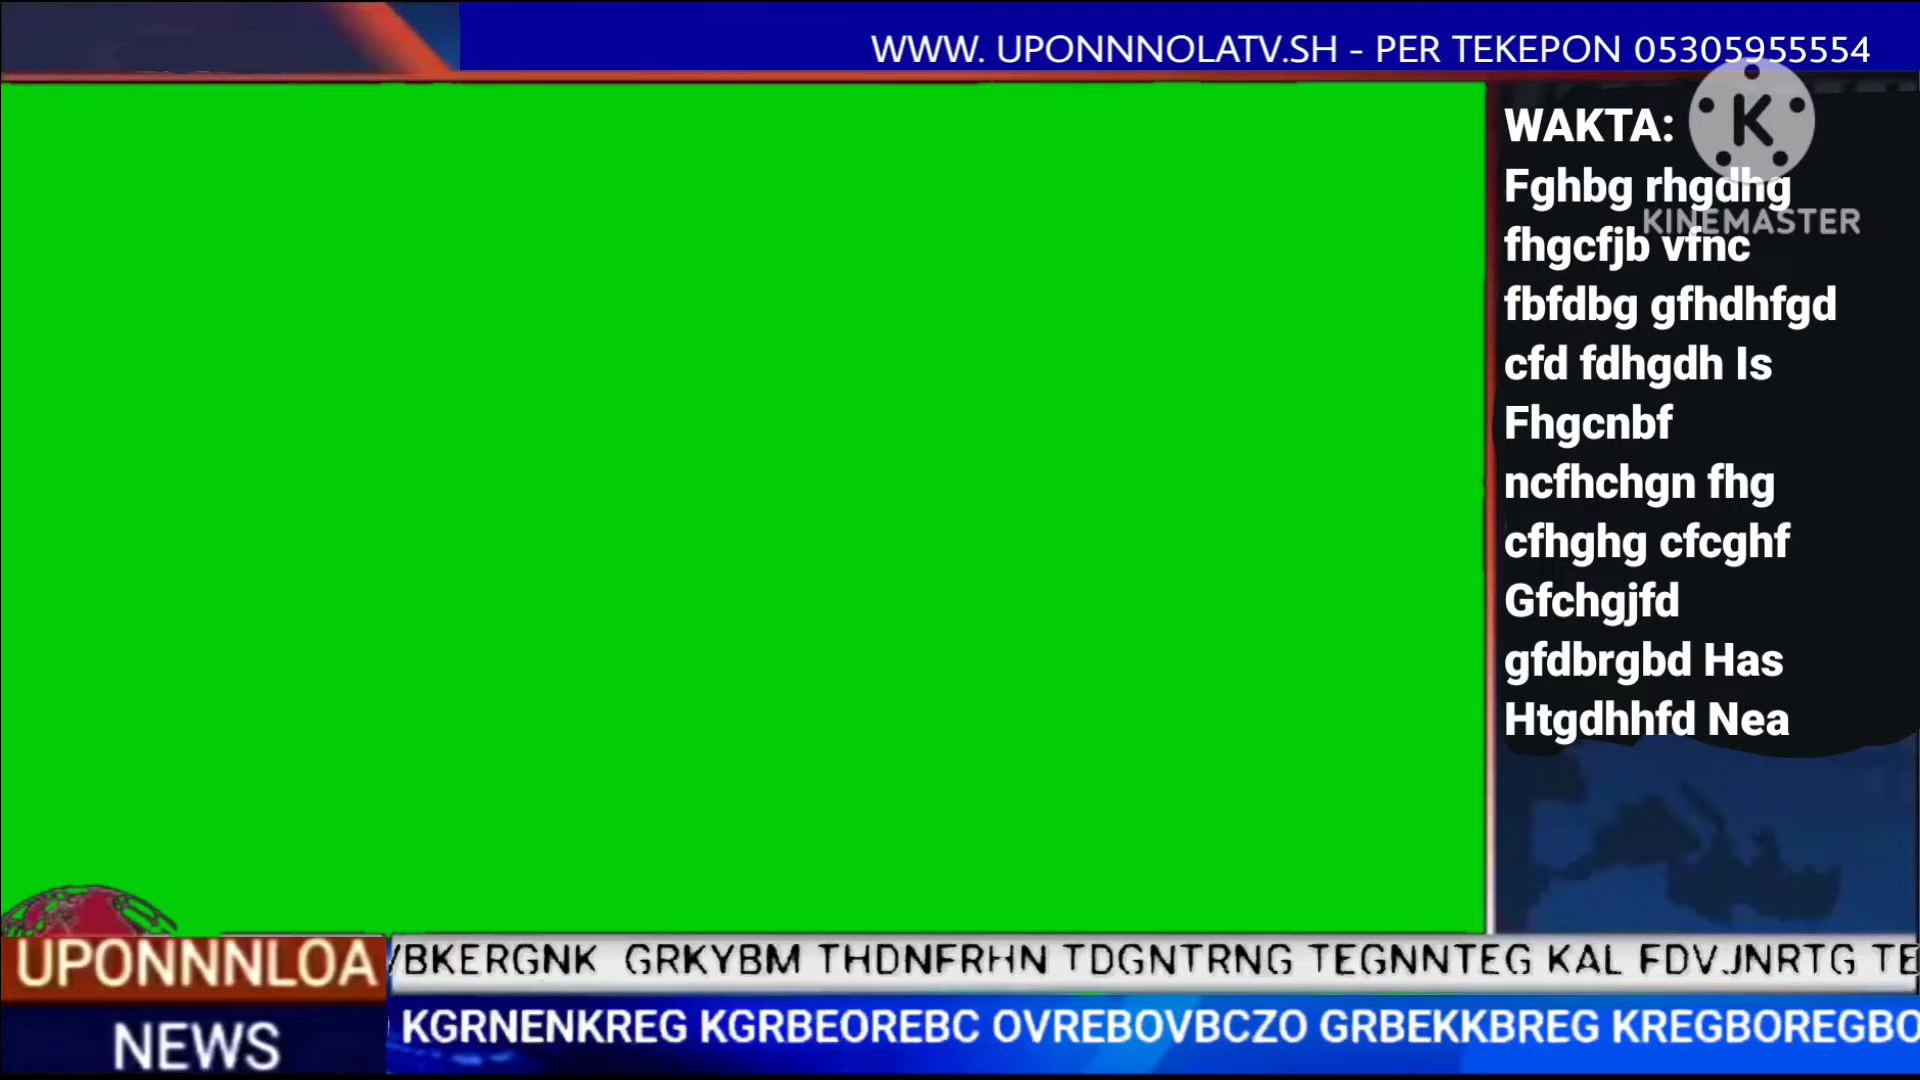 WWW. UPONNNOLATV.SH - PER TEKEPON 05305955554
WAKTA:
Fghbg rhgdhg
fhgcfjb vfnc
fbfdbg gfhdhfgd
cfd fdhgdh Is
Fhgcnbf
ncfhchgn fhg
cfhghg cfcghf
Gfchgjfd
gfdbrgbd Has
Htgdhhfd Nea
K
KINEMASTER
UPONNNLOA
NEWS
VBKERGNK GRKYBM THDNFRHN TDGNTRNG TEGNNTEG KAL FDVJNRTG TE
KGRNENKREG KGRBEOREBC OVREBOVBCZO GRBEKKBREG KREGBOREGBO